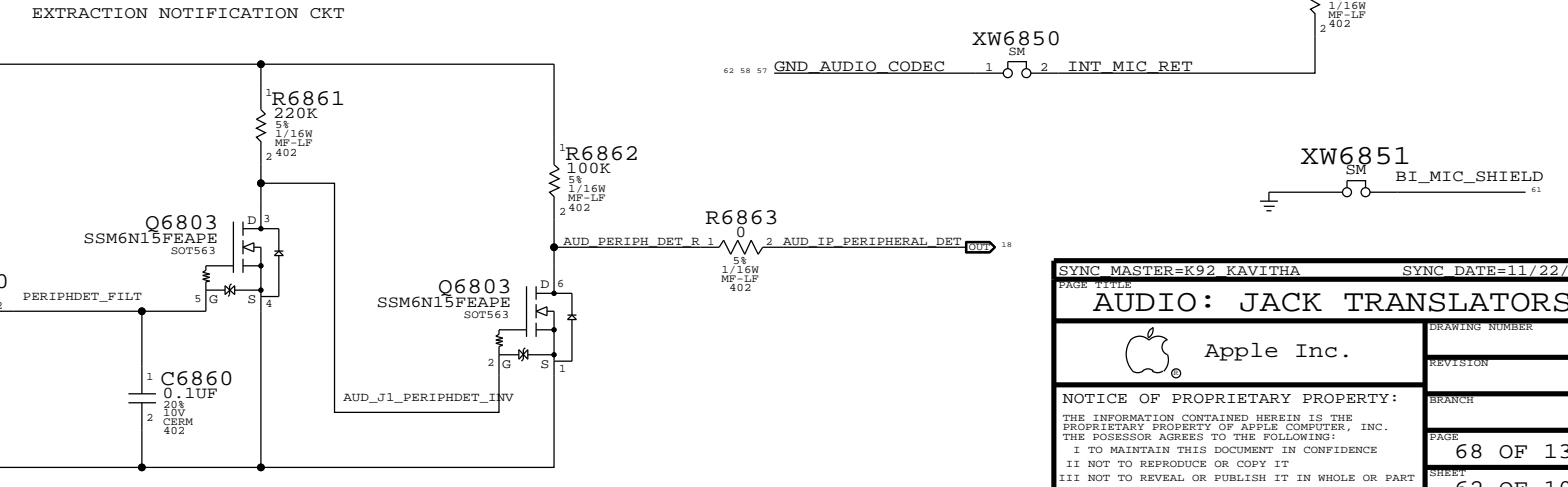 EXTRACTION NOTIFICATION CKT
1/16W
MF-LF
2 402
XW6850
SM
62 58 57 GND_AUDIO_CODEC 1 2 INT_MIC_RET
1 R6861
220K
5%
1/16W
MF-LF
2 402
1 R6862
100K
5%
1/16W
MF-LF
2 402
XW6851
SM
BI_MIC_SHIELD
61
Q6803
SSM6N15FEAPE
SOT563
D 3
5 G S 4
PERIPHDET_FILT
R6863
0
AUD_PERIPH_DET_R 1 2 AUD_IP_PERIPHERAL_DET OUT 18
5%
1/16W
MF-LF
402
Q6803
SSM6N15FEAPE
SOT563
D 6
2 G S 1
1 C6860
0.1UF
20%
10V
2 CERM
402
AUD_J1_PERIPHDET_INV
SYNC_MASTER=K92_KAVITHA SYNC_DATE=11/22/
PAGE TITLE
AUDIO: JACK TRANSLATORS
Apple Inc.
®
DRAWING NUMBER
REVISION
BRANCH
NOTICE OF PROPRIETARY PROPERTY:
THE INFORMATION CONTAINED HEREIN IS THE
PROPRIETARY PROPERTY OF APPLE COMPUTER, INC.
THE POSESSOR AGREES TO THE FOLLOWING:
I TO MAINTAIN THIS DOCUMENT IN CONFIDENCE
II NOT TO REPRODUCE OR COPY IT
III NOT TO REVEAL OR PUBLISH IT IN WHOLE OR PART
PAGE
68 OF 13
SHEET